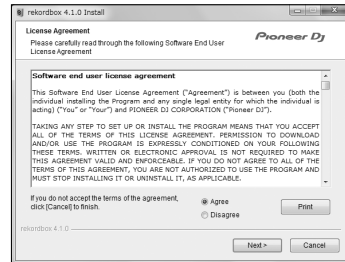 rekordbox 4.1.0 Install
License Agreement
Please carefully read through the following Software End User
License Agreement
Pioneer Dj
Software end user license agreement
This Software End User License Agreement ("Agreement") is between you (both the
individual installing the Program and any single legal entity for which the individual is
acting) ("You" or "Your") and PIONEER DJ CORPORATION ("Pioneer DJ").
TAKING ANY STEP TO SET UP OR INSTALL THE PROGRAM MEANS THAT YOU ACCEPT
ALL OF THE TERMS OF THIS LICENSE AGREEMENT. PERMISSION TO DOWNLOAD
AND/OR USE THE PROGRAM IS EXPRESSLY CONDITIONED ON YOUR FOLLOWING
THESE TERMS. WRITTEN OR ELECTRONIC APPROVAL IS NOT REQUIRED TO MAKE
THIS AGREEMENT VALID AND ENFORCEABLE. IF YOU DO NOT AGREE TO ALL OF THE
TERMS OF THIS AGREEMENT, YOU ARE NOT AUTHORIZED TO USE THE PROGRAM AND
MUST STOP INSTALLING IT OR UNINSTALL IT, AS APPLICABLE.
If you do not accept the terms of the agreement,
click [Cancel] to finish.
Agree
Disagree
Print
rekordbox 4.1.0
Next >
Cancel